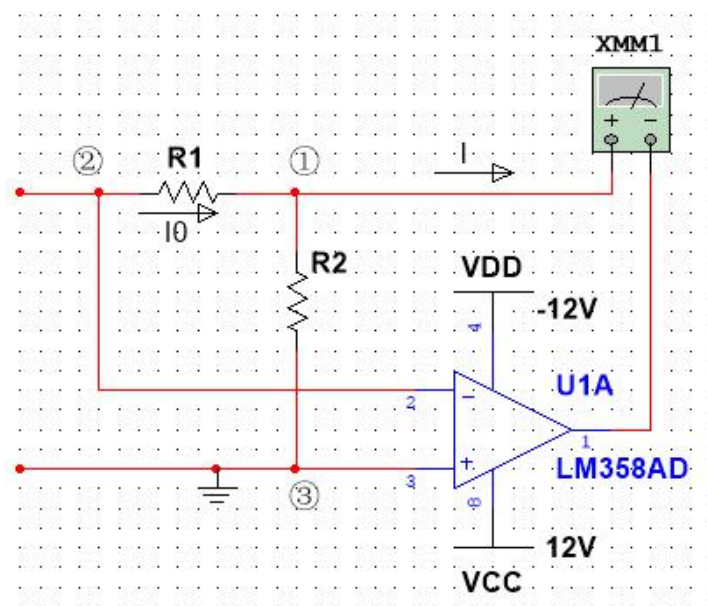 XMM1
+ −
② R1 ① I
I0
R2
VDD
-12V
4
U1A
2 −
1
+
LM358AD
3
③
8
12V
VCC